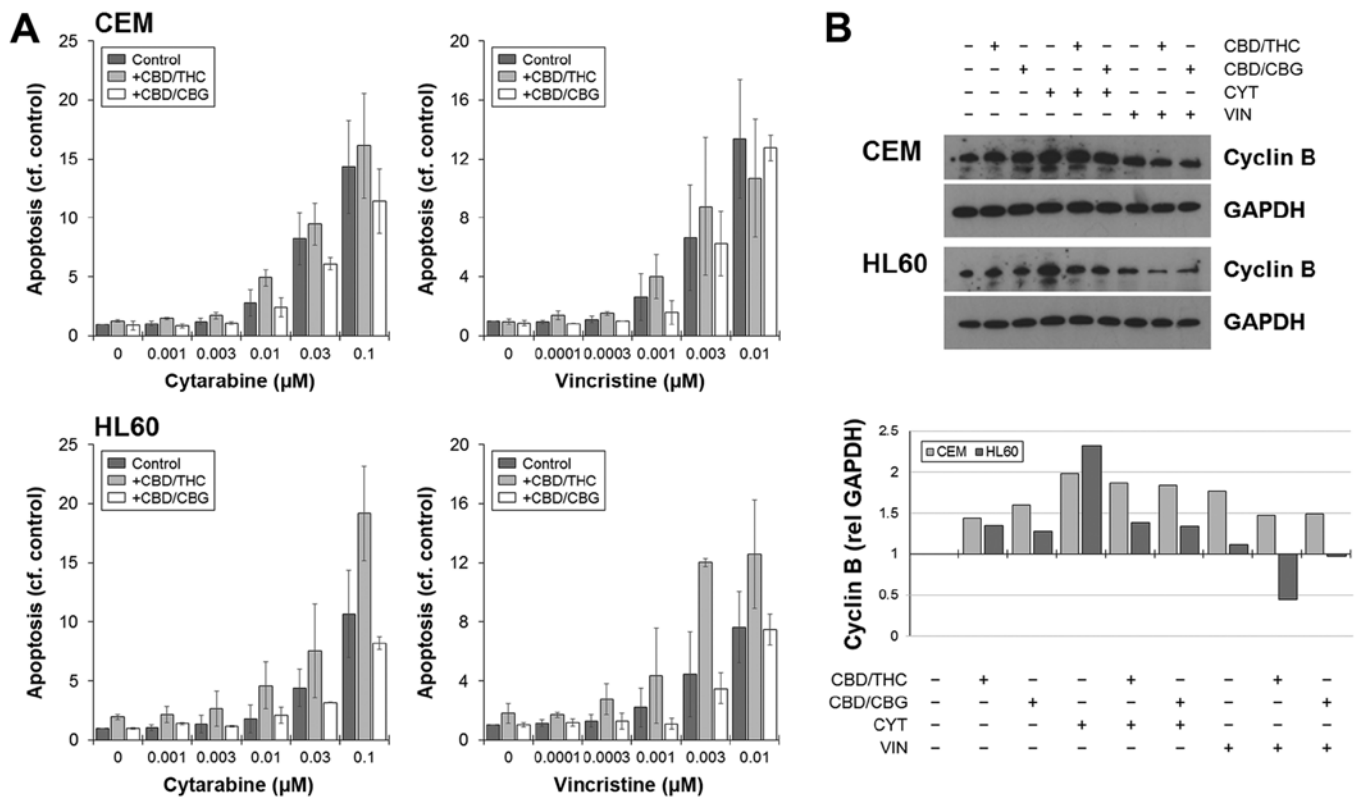 A
CEM
Apoptosis (cf. control)
25
20
15
10
5
0
Control
+CBD/THC
+CBD/CBG
0 0.001 0.003 0.01 0.03 0.1
Cytarabine (µM)
Apoptosis (cf. control)
20
16
12
8
4
0
Control
+CBD/THC
+CBD/CBG
0 0.0001 0.0003 0.001 0.003 0.01
Vincristine (µM)
HL60
Apoptosis (cf. control)
25
20
15
10
5
0
Control
+CBD/THC
+CBD/CBG
0 0.001 0.003 0.01 0.03 0.1
Cytarabine (µM)
Apoptosis (cf. control)
20
16
12
8
4
0
Control
+CBD/THC
+CBD/CBG
0 0.0001 0.0003 0.001 0.003 0.01
Vincristine (µM)
B
– + – – + – – + – CBD/THC
– – + – – + – – + CBD/CBG
– – – + + + – – – CYT
– – – – – – + + + VIN
CEM
Cyclin B
GAPDH
HL60
Cyclin B
GAPDH
Cyclin B (rel GAPDH)
2.5
2
1.5
1
0.5
0
CEM HL60
CBD/THC – + – – + – – + –
CBD/CBG – – + – – + – – +
CYT – – – + + + – – –
VIN – – – – – – + + +